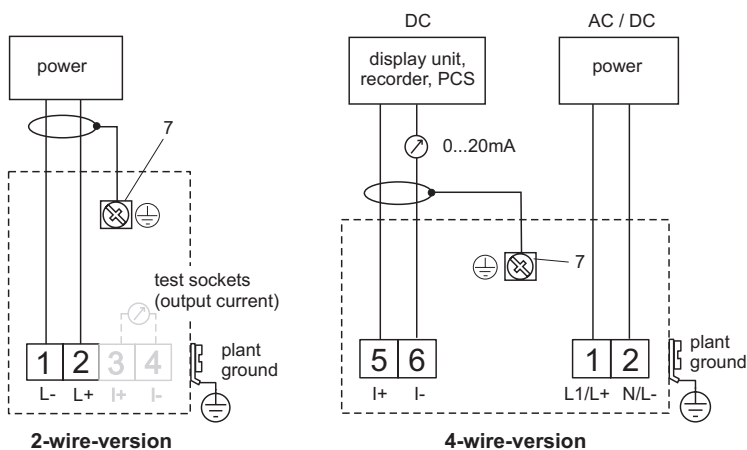 power
7
test sockets
(output current)
1 2 3 4
L- L+ I+ I-
plant
ground
2-wire-version
DC
display unit,
recorder, PCS
0...20mA
AC / DC
power
7
5 6
I+ I-
1 2
L1/L+ N/L-
plant
ground
4-wire-version